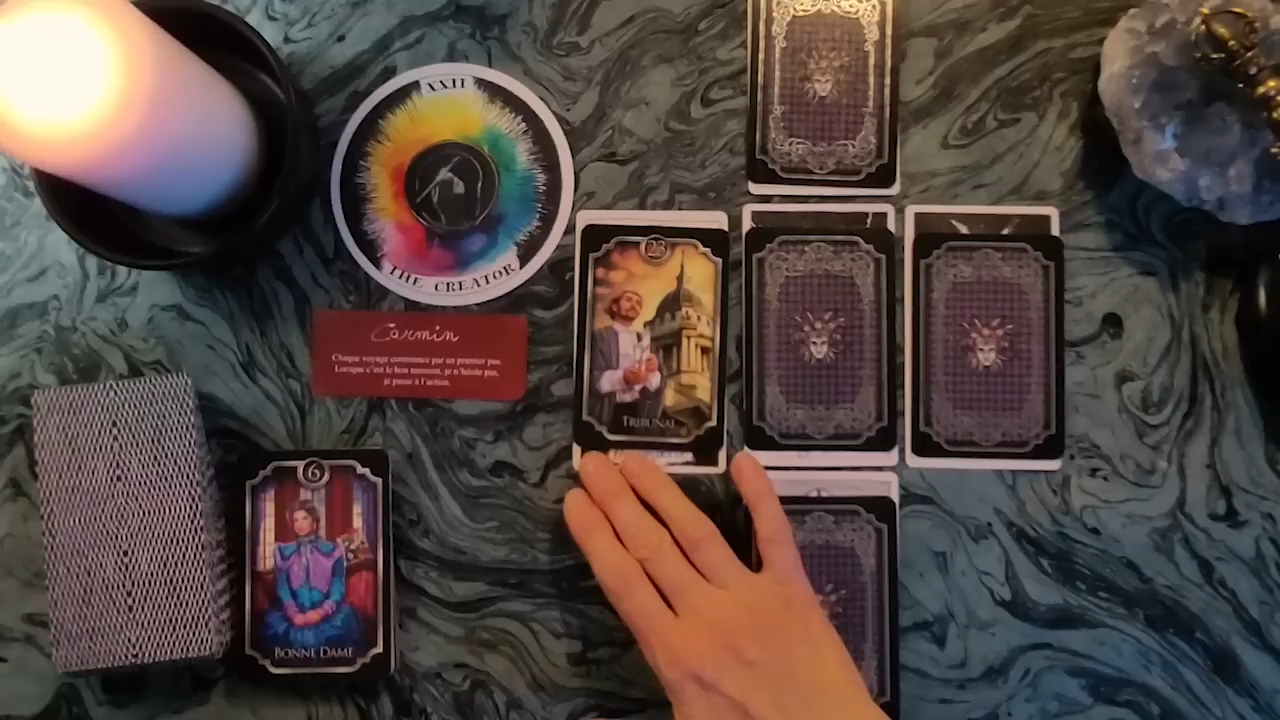 XXII
THE CREATOR
Carmin
Chaque voyage commence par un premier pas.
Lorsque c'est le bon moment, je n'hésite pas,
je passe à l'action.
23
TRIBUNAL
6
BONNE DAME